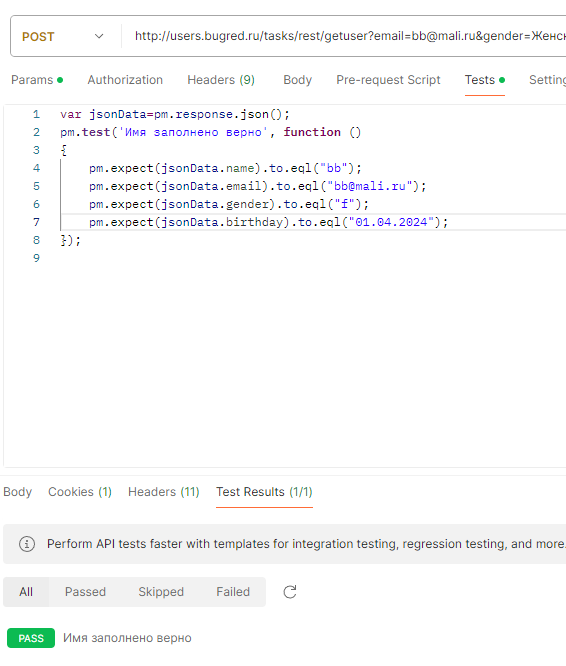 POST http://users.bugred.ru/tasks/rest/getuser?email=bb@mali.ru&gender=Женск
Params Authorization Headers (9) Body Pre-request Script Tests Setting
1 var jsonData=pm.response.json();
2 pm.test('Имя заполнено верно', function ()
3 {
4 pm.expect(jsonData.name).to.eql("bb");
5 pm.expect(jsonData.email).to.eql("bb@mali.ru");
6 pm.expect(jsonData.gender).to.eql("f");
7 pm.expect(jsonData.birthday).to.eql("01.04.2024");
8 });
9
Body Cookies (1) Headers (11) Test Results (1/1)
Perform API tests faster with templates for integration testing, regression testing, and more.
All Passed Skipped Failed
PASS Имя заполнено верно